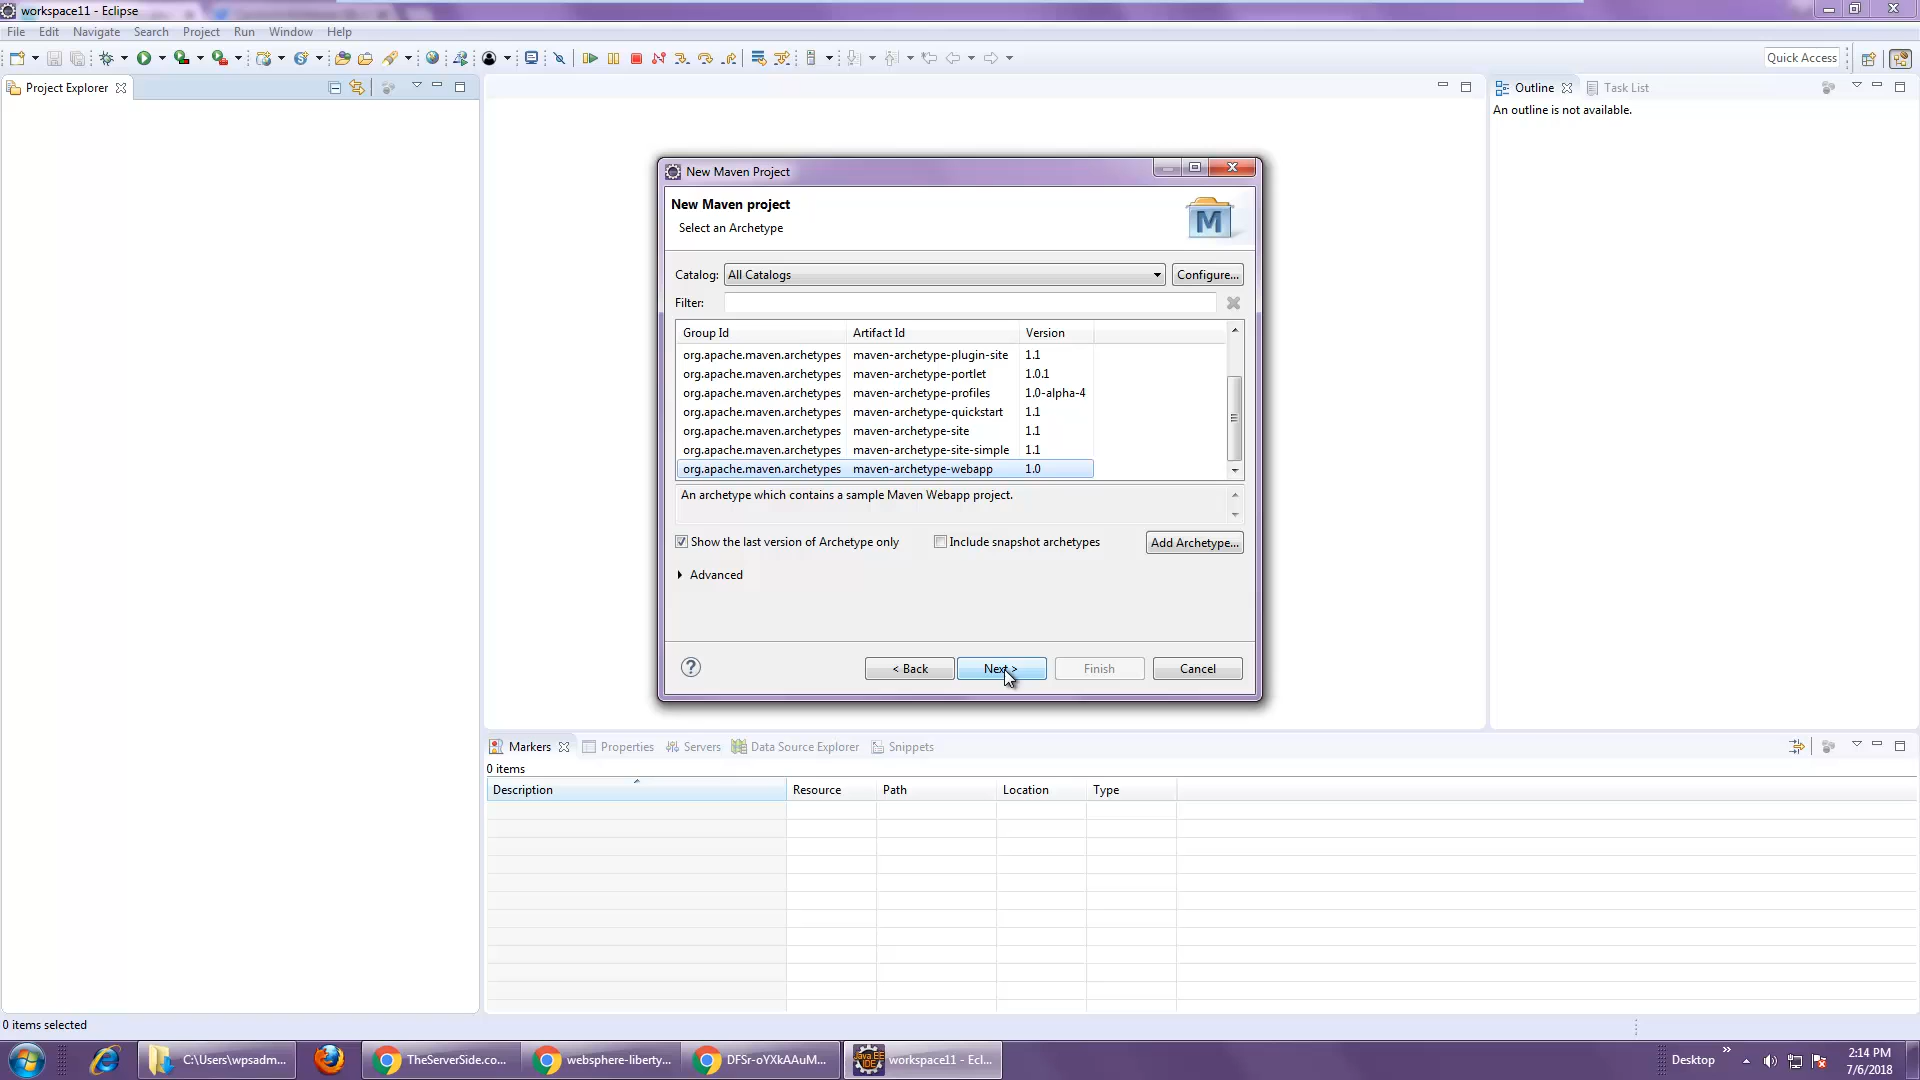 workspace11 - Eclipse
File Edit Navigate Search Project Run Window Help
Quick Access
Project Explorer
Outline Task List
An outline is not available.
New Maven Project
New Maven project
Select an Archetype
M
Catalog: All Catalogs Configure...
Filter:
Group Id Artifact Id Version
org.apache.maven.archetypes maven-archetype-plugin-site 1.1
org.apache.maven.archetypes maven-archetype-portlet 1.0.1
org.apache.maven.archetypes maven-archetype-profiles 1.0-alpha-4
org.apache.maven.archetypes maven-archetype-quickstart 1.1
org.apache.maven.archetypes maven-archetype-site 1.1
org.apache.maven.archetypes maven-archetype-site-simple 1.1
org.apache.maven.archetypes maven-archetype-webapp 1.0
An archetype which contains a sample Maven Webapp project.
Show the last version of Archetype only Include snapshot archetypes Add Archetype...
Advanced
? < Back Next > Finish Cancel
Markers Properties Servers Data Source Explorer Snippets
0 items
Description Resource Path Location Type
0 items selected
C:\Users\wpsadm... TheServerSide.co... websphere-liberty... DFSr-oYXkAAuM... Java EE IDE workspace11 - Ecl... Desktop » 2:14 PM
7/6/2018